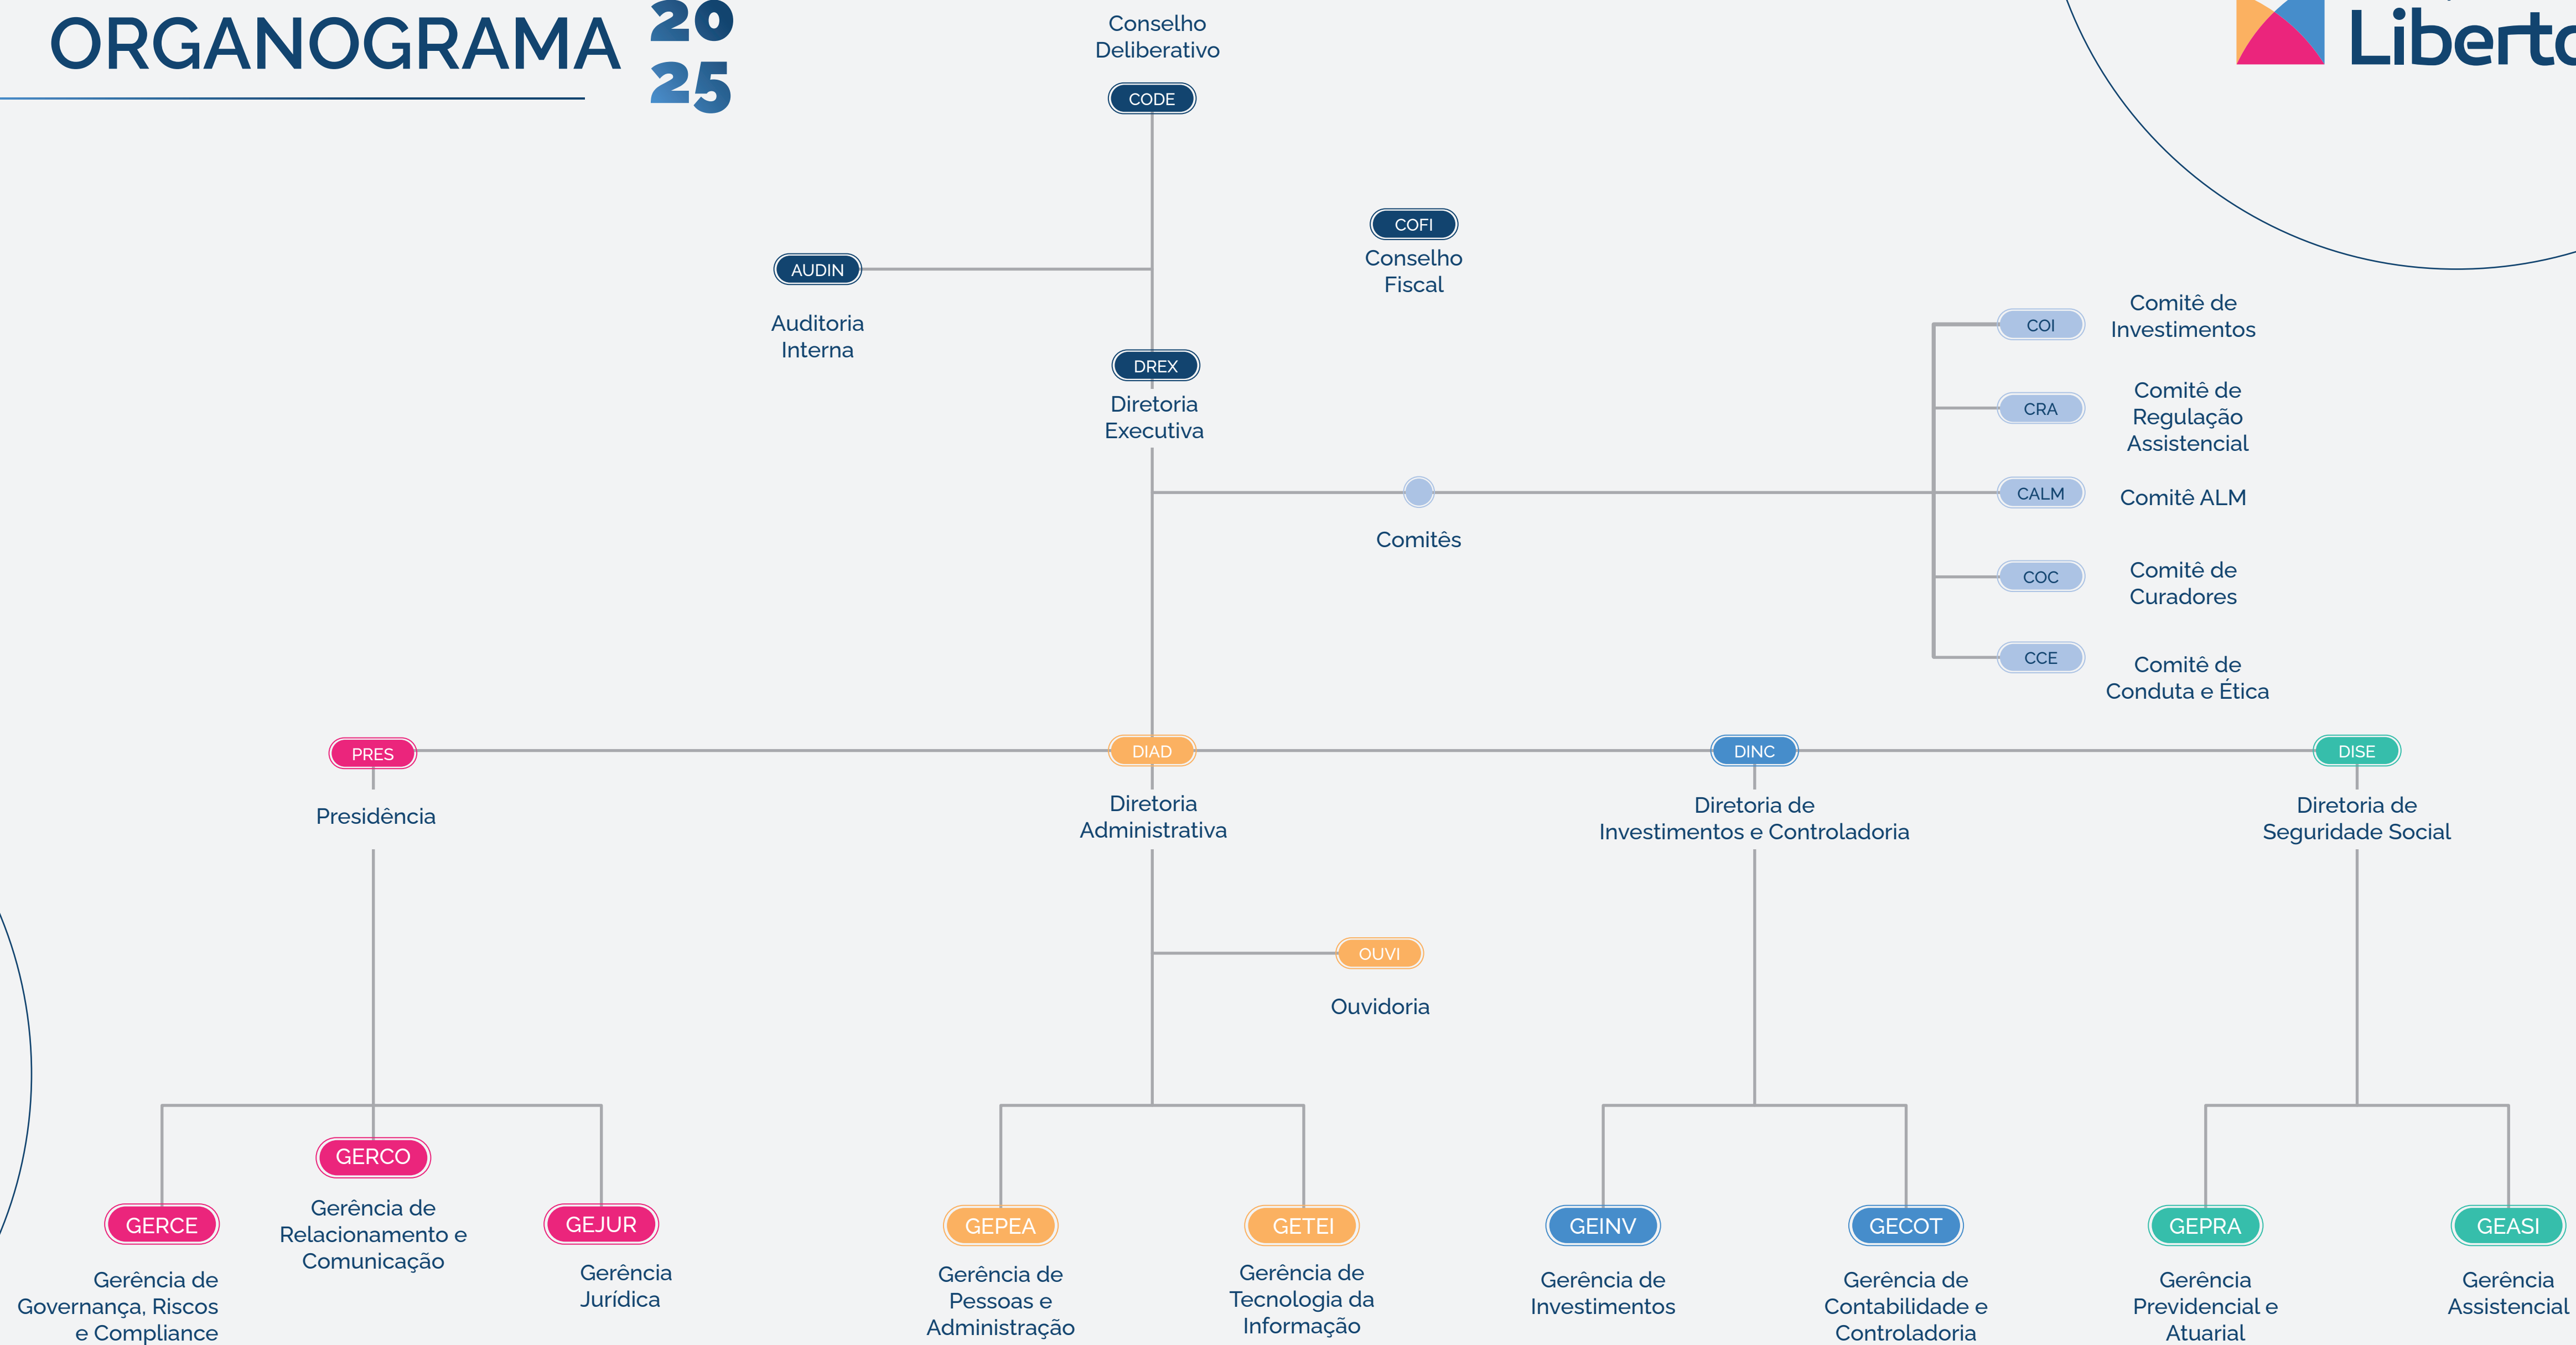 ORGANOGRAMA
20
25
Conselho
Deliberativo
CODE
COFI
Conselho
Fiscal
AUDIN
Auditoria
Interna
DREX
Diretoria
Executiva
Comitês
COI
Comitê de
Investimentos
CRA
Comitê de
Regulação
Assistencial
CALM
Comitê ALM
COC
Comitê de
Curadores
CCE
Comitê de
Conduta e Ética
PRES
Presidência
DIAD
Diretoria
Administrativa
DINC
Diretoria de
Investimentos e Controladoria
DISE
Diretoria de
Seguridade Social
OUVI
Ouvidoria
GERCE
Gerência de
Governança, Riscos
e Compliance
GERCO
Gerência de
Relacionamento e
Comunicação
GEJUR
Gerência
Jurídica
GEPEA
Gerência de
Pessoas e
Administração
GETEI
Gerência de
Tecnologia da
Informação
GEINV
Gerência de
Investimentos
GECOT
Gerência de
Contabilidade e
Controladoria
GEPRA
Gerência
Previdencial e
Atuarial
GEASI
Gerência
Assistencial